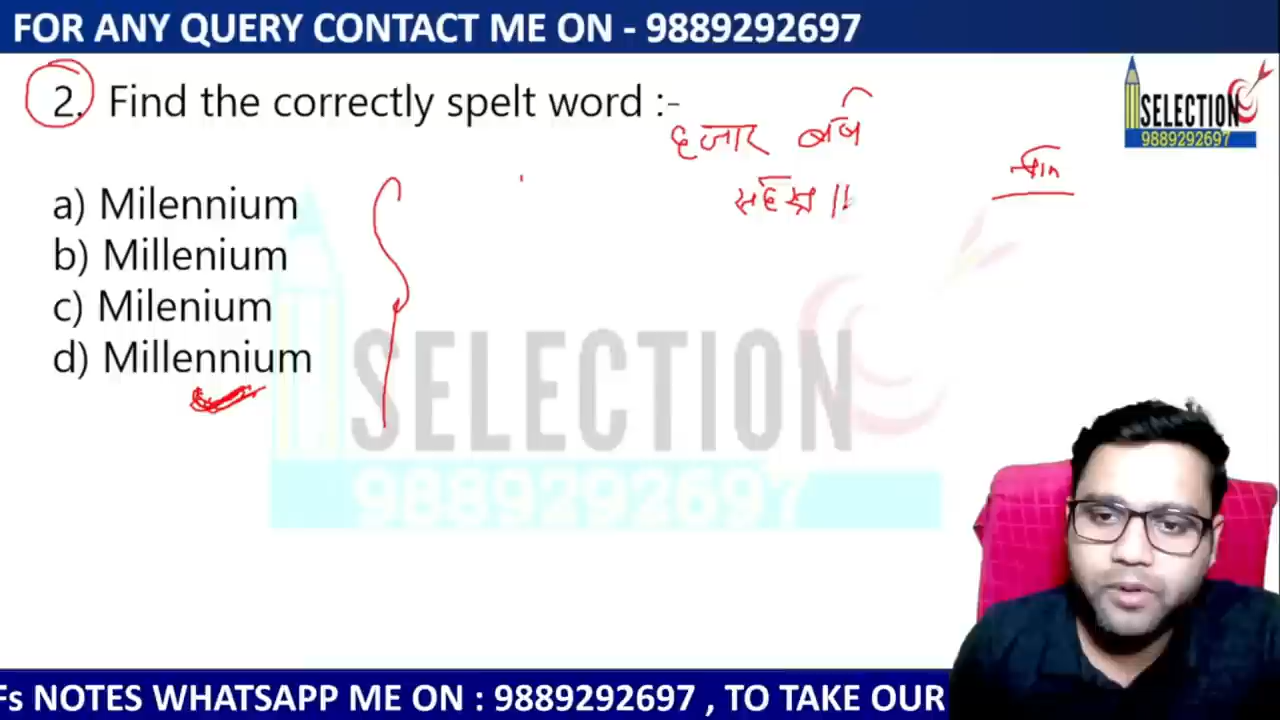 FOR ANY QUERY CONTACT ME ON - 9889292697
SELECTION
9889292697
2. Find the correctly spelt word :-
हजार वर्ष
सहस्त्र ||
a) Milennium
b) Millenium
c) Milenium
d) Millennium
SELECTION
9889292697
Fs NOTES WHATSAPP ME ON : 9889292697 , TO TAKE OUR